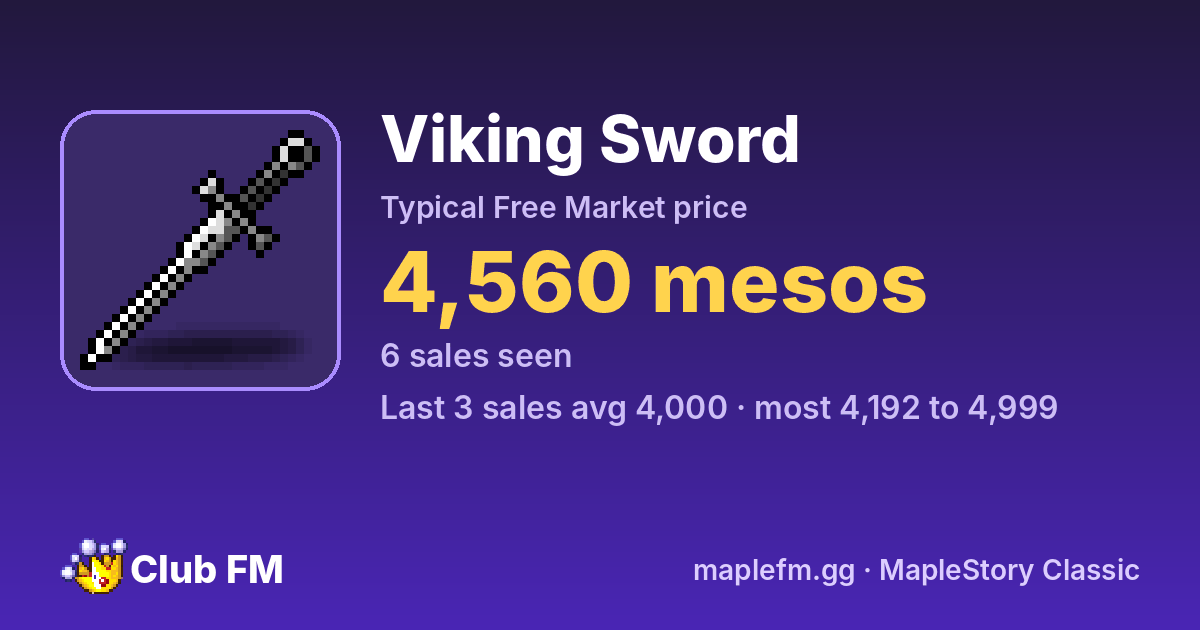 Viking Sword
Typical Free Market price
4,560 mesos
6 sales seen
Last 3 sales avg 4,000 · most 4,192 to 4,999
Club FM
maplefm.gg · MapleStory Classic